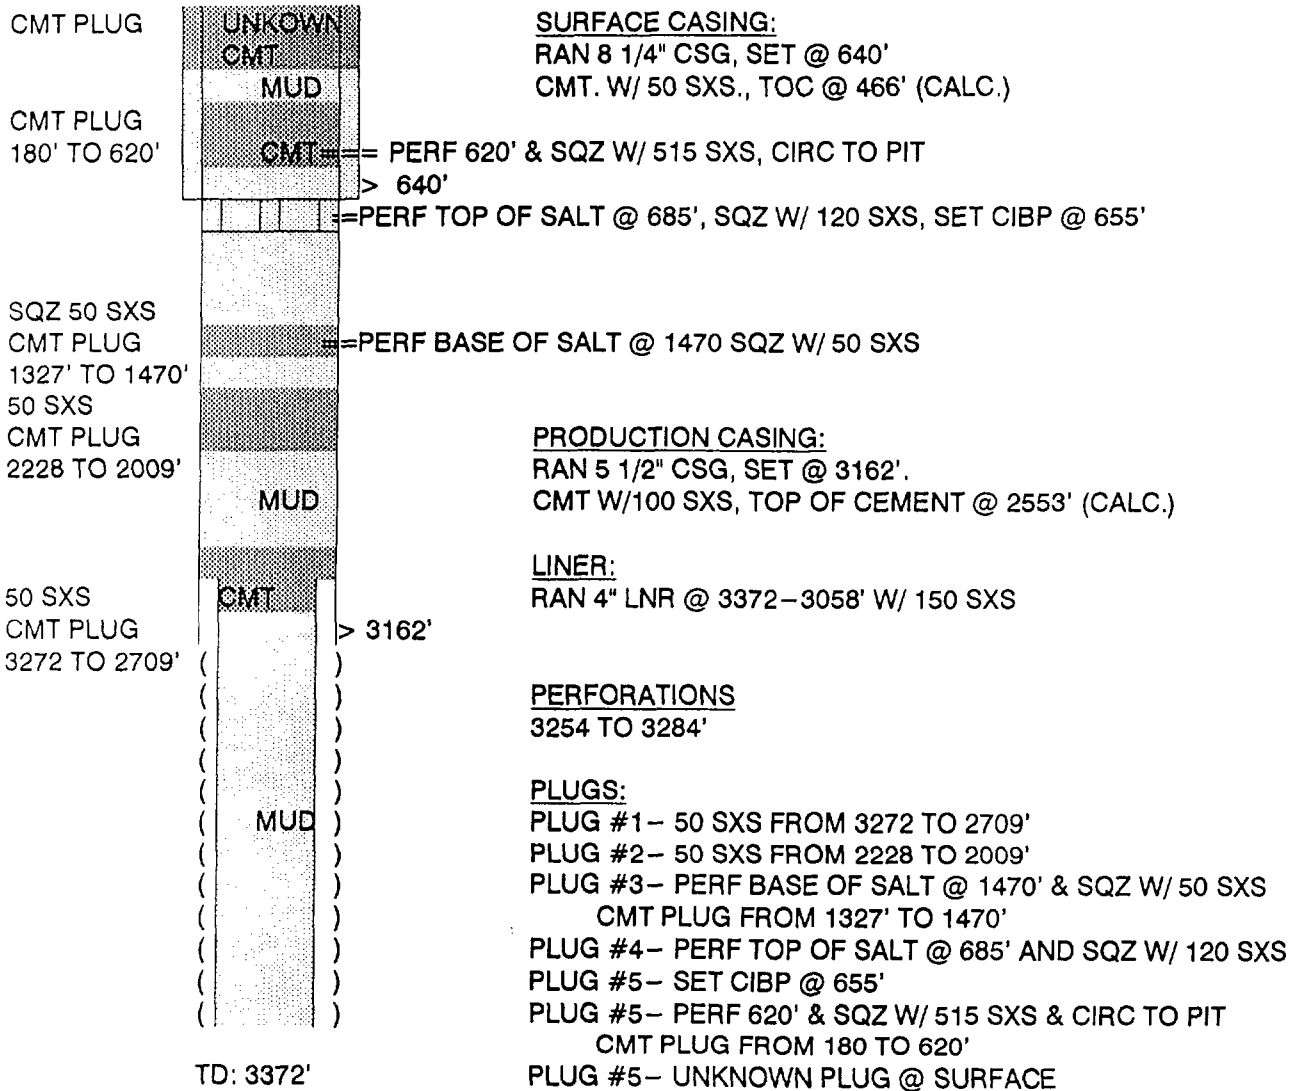 CMT PLUG
UNKOWN
CMT
MUD
CMT PLUG
180' TO 620'
CMT
SURFACE CASING:
RAN 8 1/4" CSG, SET @ 640'
CMT. W/ 50 SXS., TOC @ 466' (CALC.)
== PERF 620' & SQZ W/ 515 SXS, CIRC TO PIT
> 640'
==PERF TOP OF SALT @ 685', SQZ W/ 120 SXS, SET CIBP @ 655'
SQZ 50 SXS
CMT PLUG
1327' TO 1470'
==PERF BASE OF SALT @ 1470 SQZ W/ 50 SXS
50 SXS
CMT PLUG
2228 TO 2009'
MUD
PRODUCTION CASING:
RAN 5 1/2" CSG, SET @ 3162'.
CMT W/100 SXS, TOP OF CEMENT @ 2553' (CALC.)
LINER:
RAN 4" LNR @ 3372–3058' W/ 150 SXS
50 SXS
CMT PLUG
3272 TO 2709'
CMT
> 3162'
MUD
PERFORATIONS
3254 TO 3284'
PLUGS:
PLUG #1– 50 SXS FROM 3272 TO 2709'
PLUG #2– 50 SXS FROM 2228 TO 2009'
PLUG #3– PERF BASE OF SALT @ 1470' & SQZ W/ 50 SXS
CMT PLUG FROM 1327' TO 1470'
PLUG #4– PERF TOP OF SALT @ 685' AND SQZ W/ 120 SXS
PLUG #5– SET CIBP @ 655'
PLUG #5– PERF 620' & SQZ W/ 515 SXS & CIRC TO PIT
CMT PLUG FROM 180 TO 620'
PLUG #5– UNKNOWN PLUG @ SURFACE
TD: 3372'